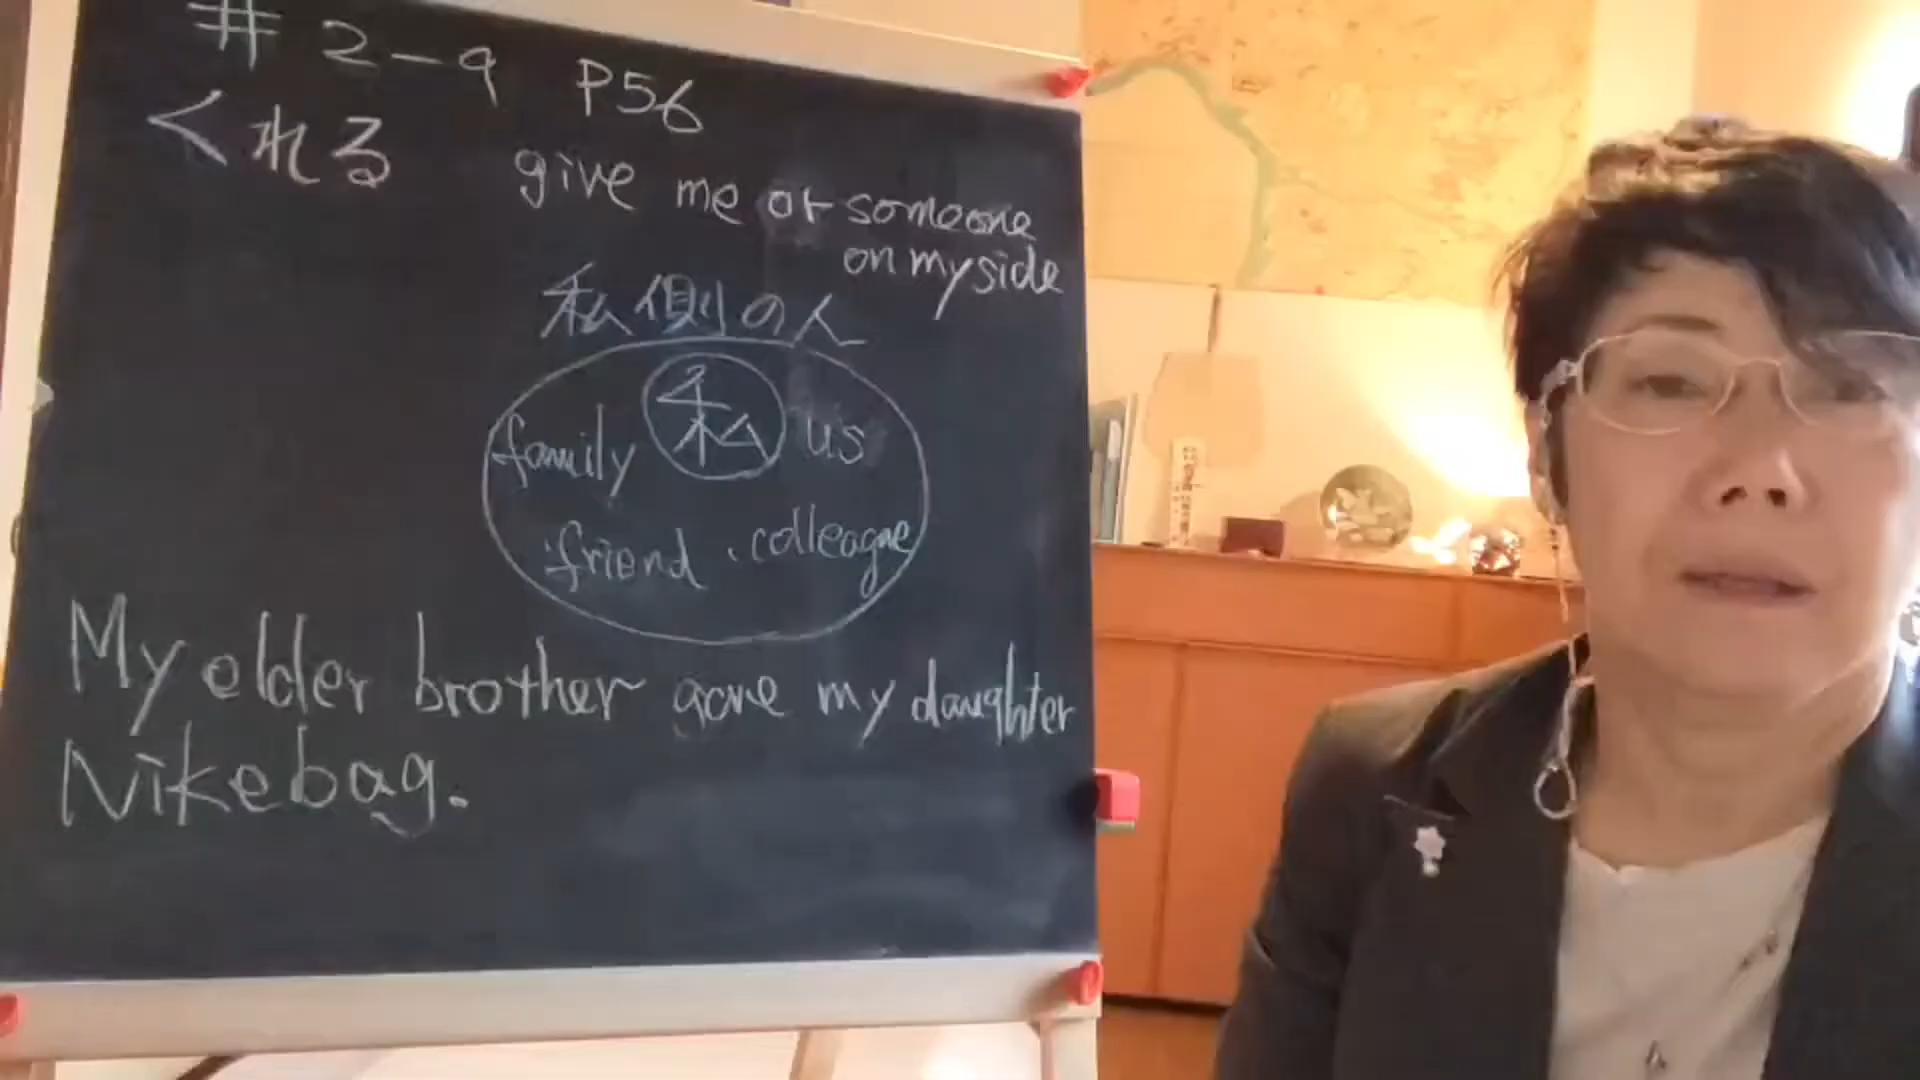 # 2-9 P56
くれる
give me or someone
on my side
私側の人
family 私 us
・friend ・colleague
My elder brother gave my daughter
Nike bag.